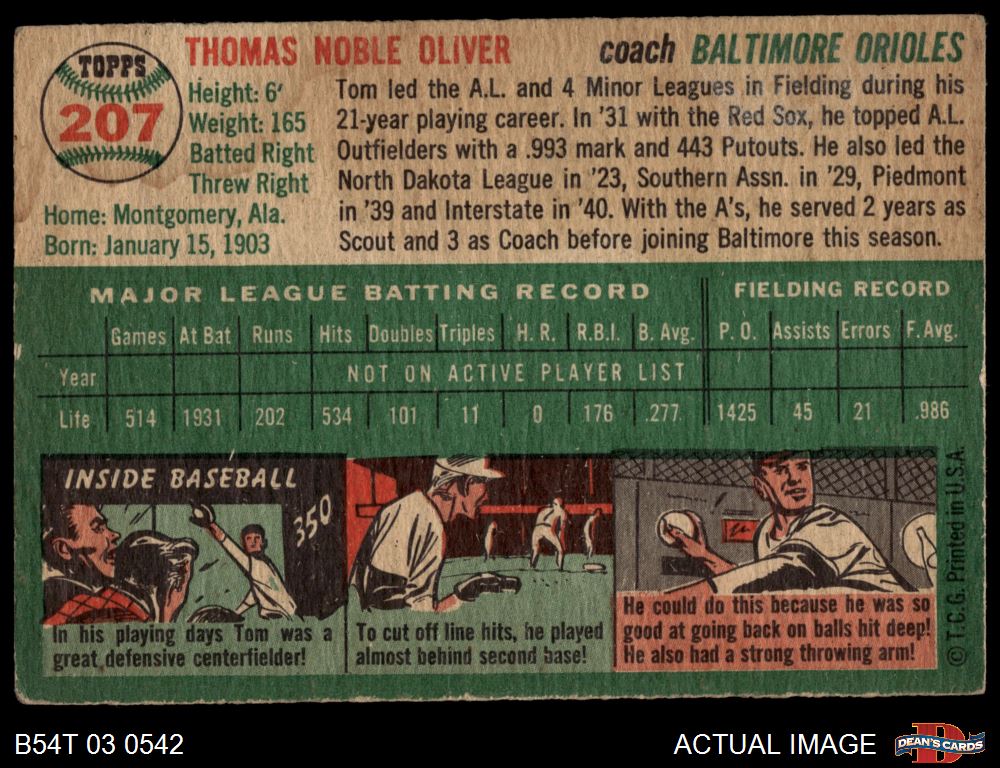 TOPPS
207
THOMAS NOBLE OLIVER
coach BALTIMORE ORIOLES
Height: 6'
Weight: 165
Batted Right
Threw Right
Home: Montgomery, Ala.
Born: January 15, 1903
Tom led the A.L. and 4 Minor Leagues in Fielding during his
21-year playing career. In '31 with the Red Sox, he topped A.L.
Outfielders with a .993 mark and 443 Putouts. He also led the
North Dakota League in '23, Southern Assn. in '29, Piedmont
in '39 and Interstate in '40. With the A's, he served 2 years as
Scout and 3 as Coach before joining Baltimore this season.
MAJOR LEAGUE BATTING RECORD FIELDING RECORD
Games At Bat Runs Hits Doubles Triples H. R. R.B.I. B. Avg. P. O. Assists Errors F. Avg.
Year NOT ON ACTIVE PLAYER LIST
Life 514 1931 202 534 101 11 0 176 .277 1425 45 21 .986
INSIDE BASEBALL
350
In his playing days Tom was a
great defensive centerfielder!
To cut off line hits, he played
almost behind second base!
He could do this because he was so
good at going back on balls hit deep!
He also had a strong throwing arm!
© T.C.G. Printed in U.S.A.
B54T 03 0542
ACTUAL IMAGE
D
DEAN'S CARDS